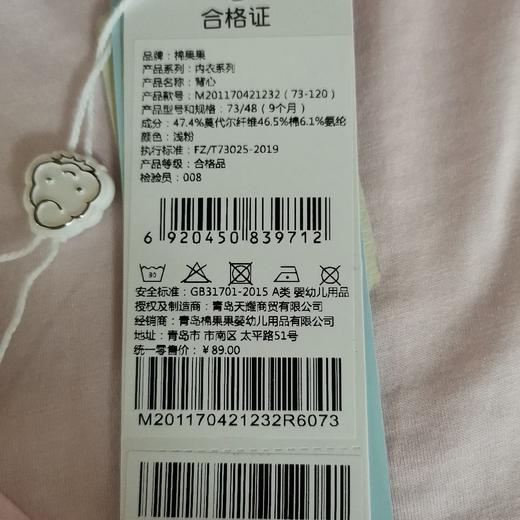 合格证
品牌：棉果果
产品系列：内衣系列
产品名称：背心
产品款号：M201170421232（73-120）
产品型号和规格：73/48（9个月）
成分：47.4%莫代尔纤维46.5%棉6.1%氨纶
颜色：浅粉
执行标准：FZ/T73025-2019
产品等级：合格品
检验员：008
6 920450 839712
30
安全标准：GB31701-2015 A类 婴幼儿用品
授权及制造商：青岛天耀商贸有限公司
经销商：青岛棉果果婴幼儿用品有限公司
地址：青岛市 市南区 太平路51号
统一零售价：￥89.00
M201170421232R6073